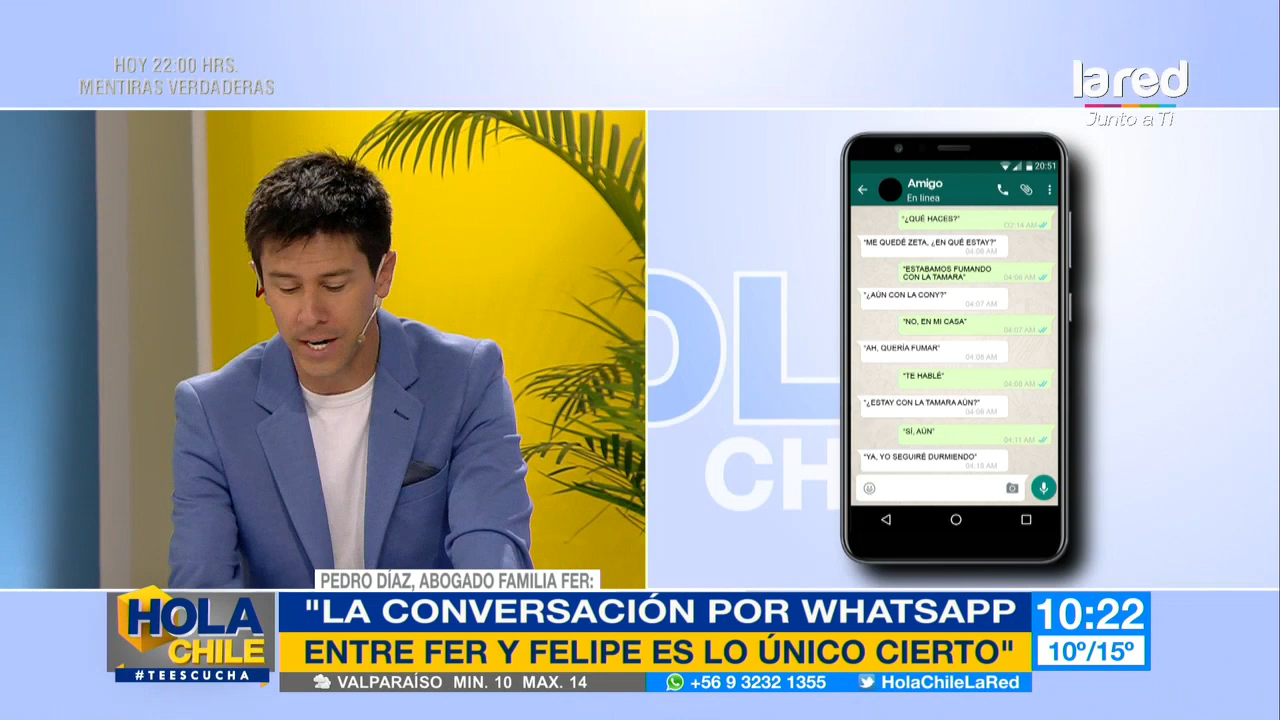 HOY 22:00 HRS.
MENTIRAS VERDADERAS
lared
Junto a Ti
OL
CH
20:51
Amigo
En línea
"¿QUÉ HACES?"
02:14 AM
"ME QUEDÉ ZETA, ¿EN QUÉ ESTAY?"
04:06 AM
"ESTABAMOS FUMANDO
CON LA TAMARA"
04:06 AM
"¿AÚN CON LA CONY?"
04:07 AM
"NO, EN MI CASA"
04:07 AM
"AH, QUERÍA FUMAR"
04:08 AM
"TE HABLÉ"
04:08 AM
"¿ESTAY CON LA TAMARA AÚN?"
04:08 AM
"SÍ, AÚN"
04:11 AM
"YA, YO SEGUIRÉ DURMIENDO"
04:18 AM
PEDRO DÍAZ, ABOGADO FAMILIA FER:
"LA CONVERSACIÓN POR WHATSAPP
ENTRE FER Y FELIPE ES LO ÚNICO CIERTO"
HOLA
CHILE
#TEESCUCHA
10:22
10º/15º
VALPARAÍSO MIN. 10 MAX. 14
+56 9 3232 1355
HolaChileLaRed